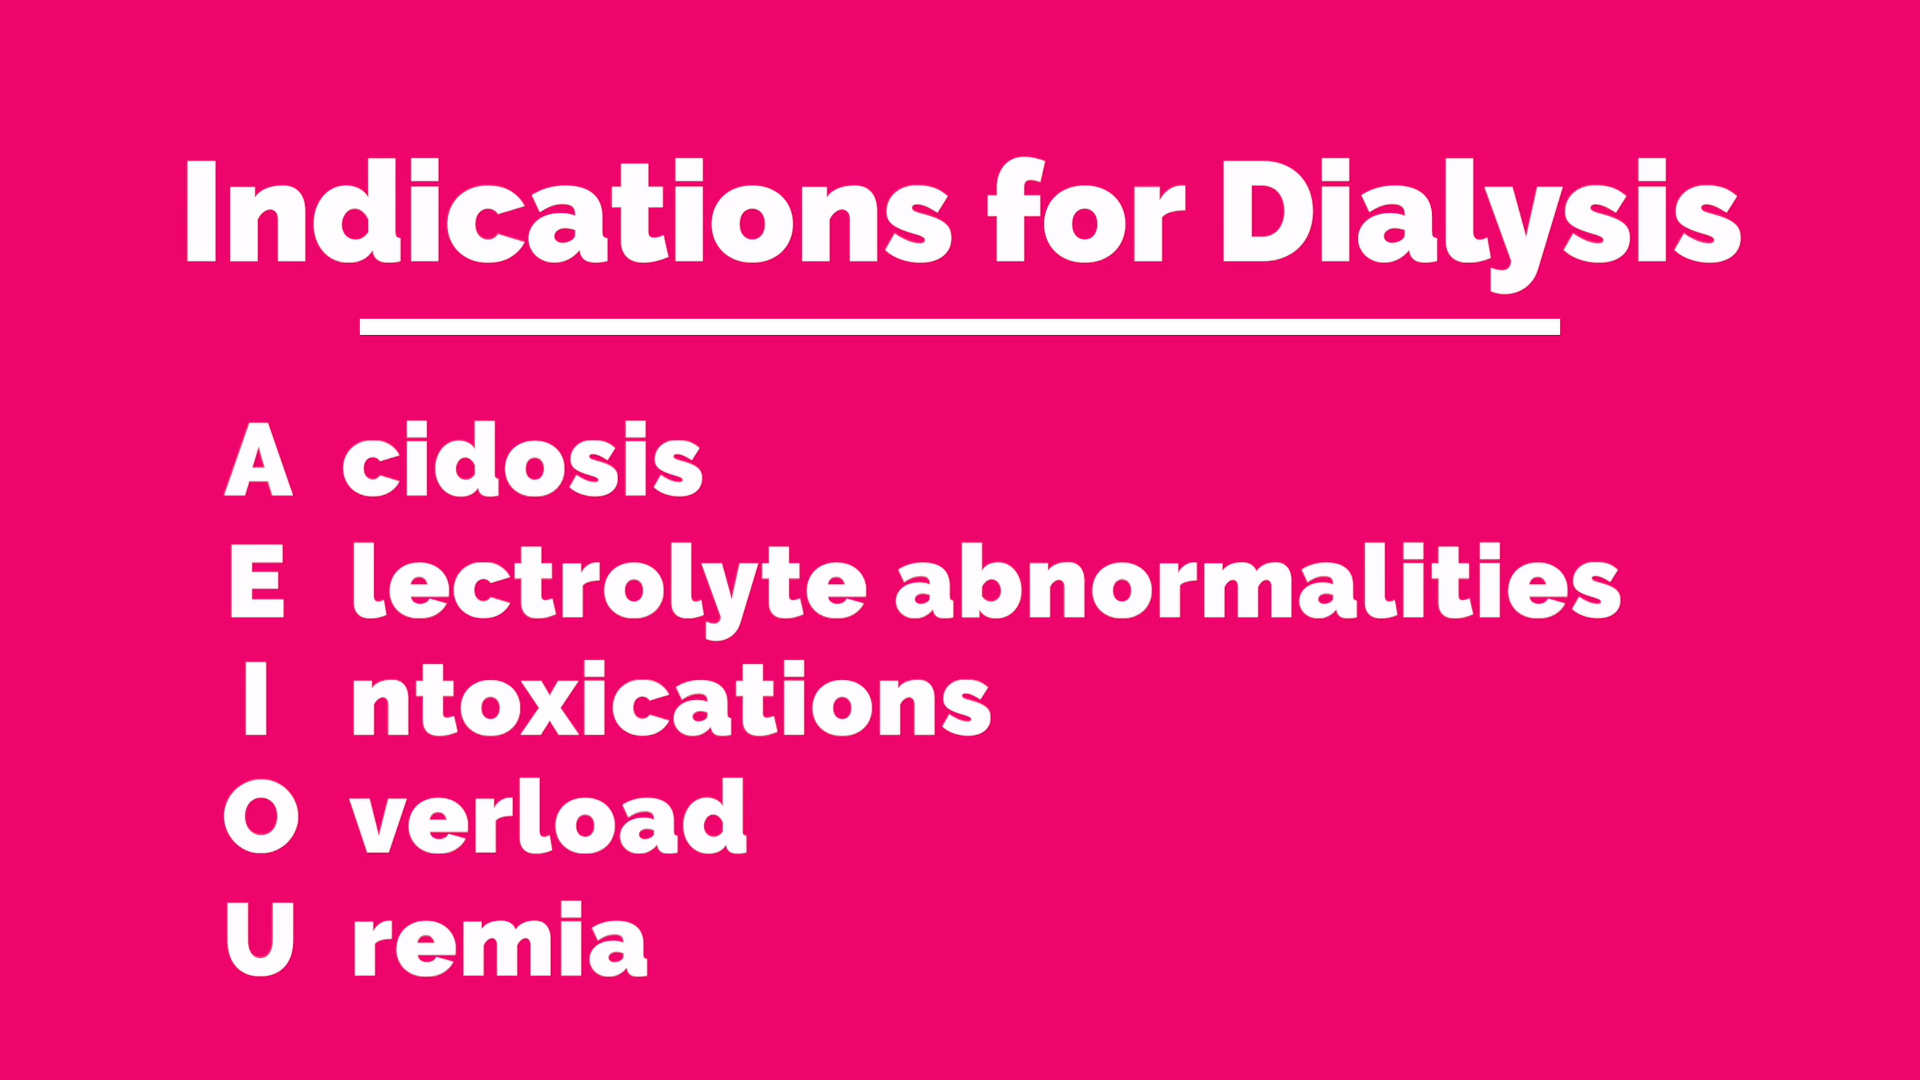 Indications for Dialysis
A cidosis
E lectrolyte abnormalities
I ntoxications
O verload
U remia